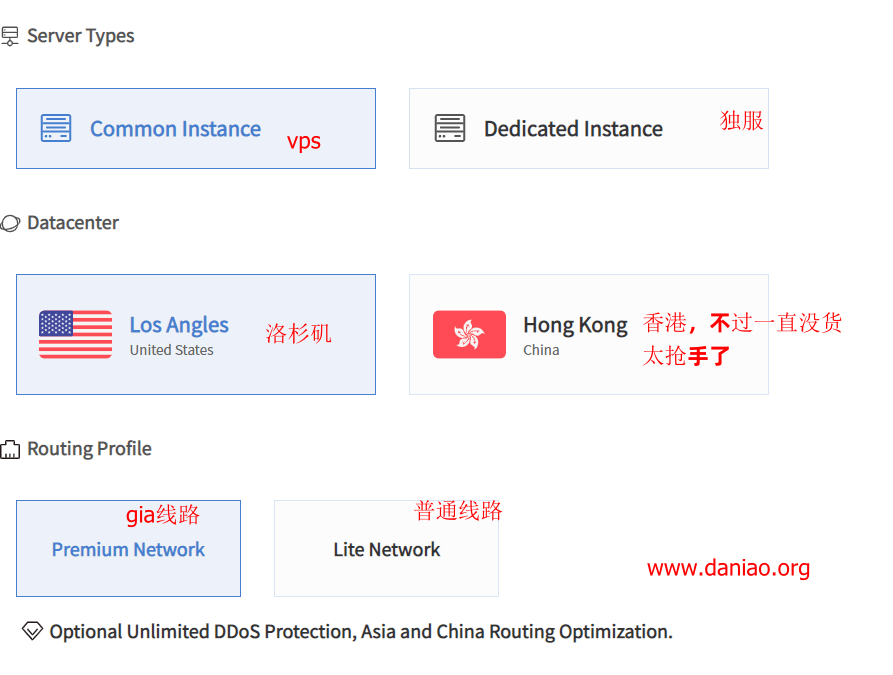 Server Types
Common Instance
vps
Dedicated Instance
独服
Datacenter
Los Angles
United States
洛杉矶
Hong Kong
China
香港，不过一直没货
太抢手了
Routing Profile
gia线路
Premium Network
普通线路
Lite Network
www.daniao.org
Optional Unlimited DDoS Protection, Asia and China Routing Optimization.